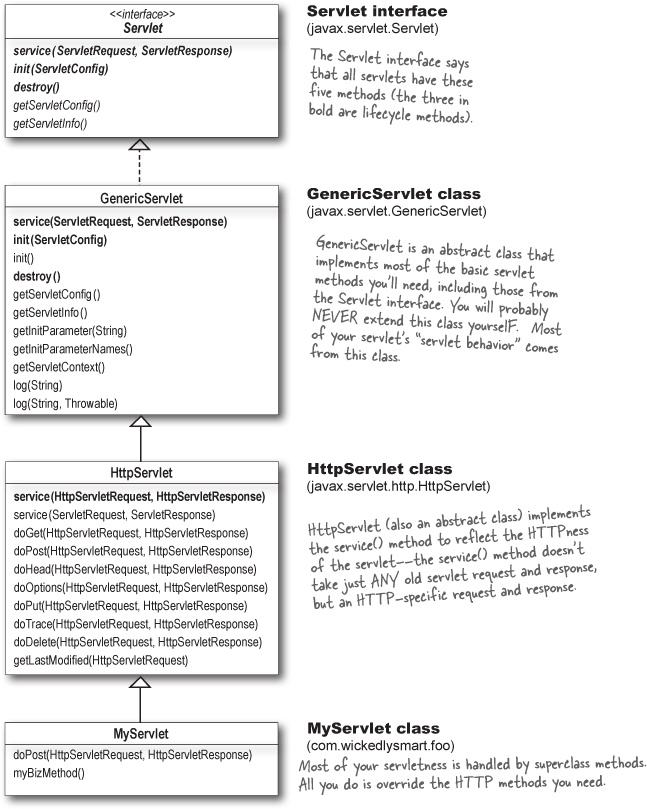 <<interface>>
Servlet
service(ServletRequest, ServletResponse)
init(ServletConfig)
destroy()
getServletConfig()
getServletInfo()
Servlet interface
(javax.servlet.Servlet)
The Servlet interface says
that all servlets have these
five methods (the three in
bold are lifecycle methods).
GenericServlet
service(ServletRequest, ServletResponse)
init(ServletConfig)
init()
destroy()
getServletConfig()
getServletInfo()
getInitParameter(String)
getInitParameterNames()
getServletContext()
log(String)
log(String, Throwable)
GenericServlet class
(javax.servlet.GenericServlet)
GenericServlet is an abstract class that
implements most of the basic servlet
methods you'll need, including those from
the Servlet interface. You will probably
NEVER extend this class yourself. Most
of your servlet's "servlet behavior" comes
from this class.
HttpServlet
service(HttpServletRequest, HttpServletResponse)
service(ServletRequest, ServletResponse)
doGet(HttpServletRequest, HttpServletResponse)
doPost(HttpServletRequest, HttpServletResponse)
doHead(HttpServletRequest, HttpServletResponse)
doOptions(HttpServletRequest, HttpServletResponse)
doPut(HttpServletRequest, HttpServletResponse)
doTrace(HttpServletRequest, HttpServletResponse)
doDelete(HttpServletRequest, HttpServletResponse)
getLastModified(HttpServletRequest)
HttpServlet class
(javax.servlet.http.HttpServlet)
HttpServlet (also an abstract class) implements
the service() method to reflect the HTTPness
of the servlet--the service() method doesn't
take just ANY old servlet request and response,
but an HTTP-specific request and response.
MyServlet
doPost(HttpServletRequest, HttpServletResponse)
myBizMethod()
MyServlet class
(com.wickedlysmart.foo)
Most of your servletness is handled by superclass methods.
All you do is override the HTTP methods you need.